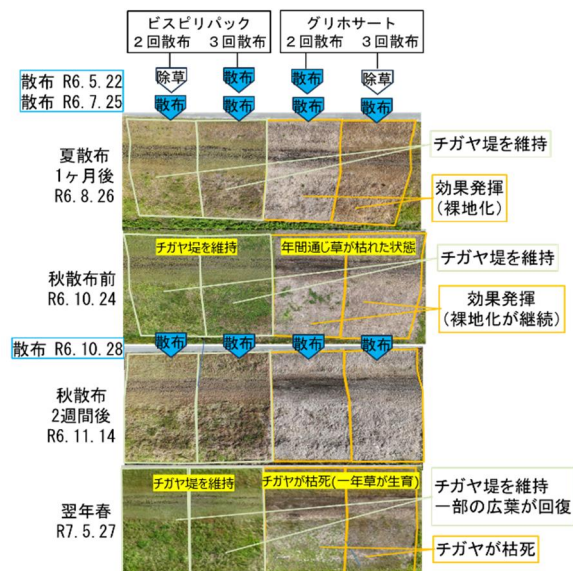 ビスピリバック
2回散布 3回散布
グリホサート
2回散布 3回散布
散布 R6.5.22
散布 R6.7.25
除草
散布
散布
除草
散布
散布
散布
散布
夏散布
1ヶ月後
R6.8.26
チガヤ堤を維持
効果発揮
(裸地化)
秋散布前
R6.10.24
チガヤ堤を維持
年間通じ草が枯れた状態
チガヤ堤を維持
効果発揮
(裸地化が継続)
散布 R6.10.28
散布
散布
散布
散布
秋散布
2週間後
R6.11.14
翌年春
R7.5.27
チガヤ堤を維持
チガヤが枯死(一年草が生育)
チガヤ堤を維持
一部の広葉が回復
チガヤが枯死